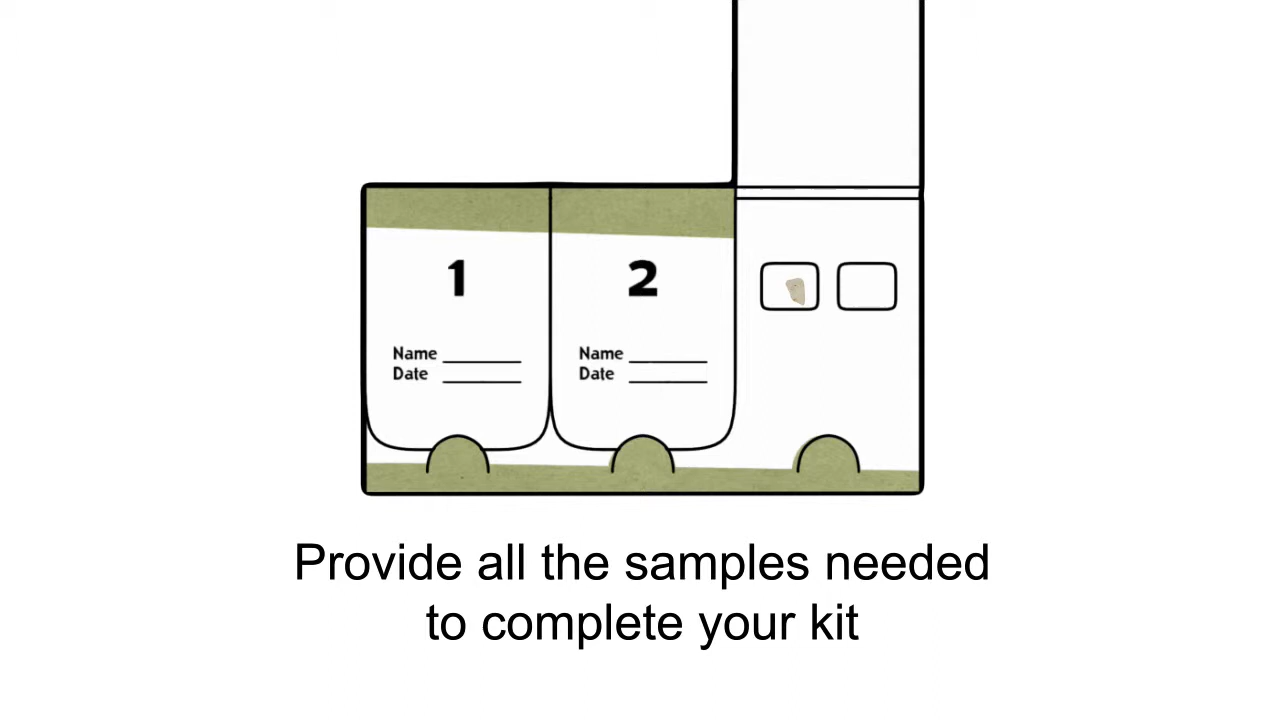 1
Name
Date
2
Name
Date
Provide all the samples needed
to complete your kit